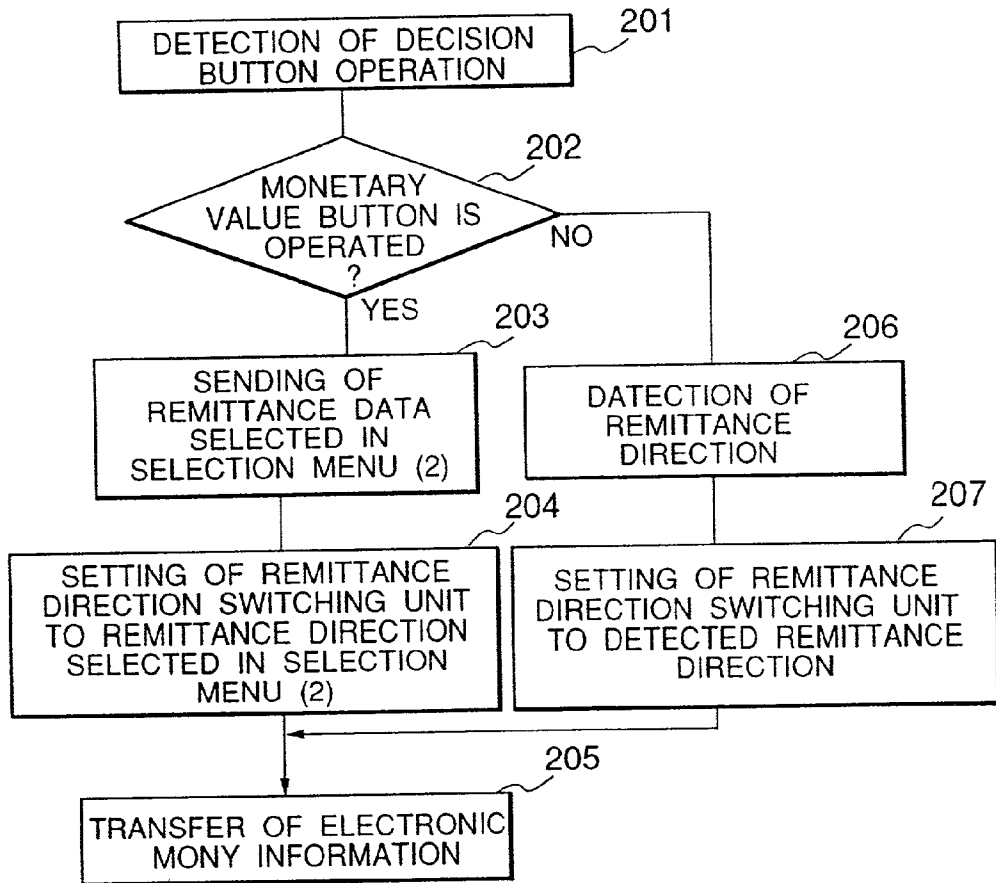 201
DETECTION OF DECISION
BUTTON OPERATION
202
MONETARY
VALUE BUTTON IS
OPERATED
?
NO
YES
203
SENDING OF
REMITTANCE DATA
SELECTED IN
SELECTION MENU (2)
206
DATECTION OF
REMITTANCE
DIRECTION
204
SETTING OF REMITTANCE
DIRECTION SWITCHING UNIT
TO REMITTANCE DIRECTION
SELECTED IN SELECTION
MENU (2)
207
SETTING OF REMITTANCE
DIRECTION SWITCHING UNIT
TO DETECTED REMITTANCE
DIRECTION
205
TRANSFER OF ELECTRONIC
MONY INFORMATION